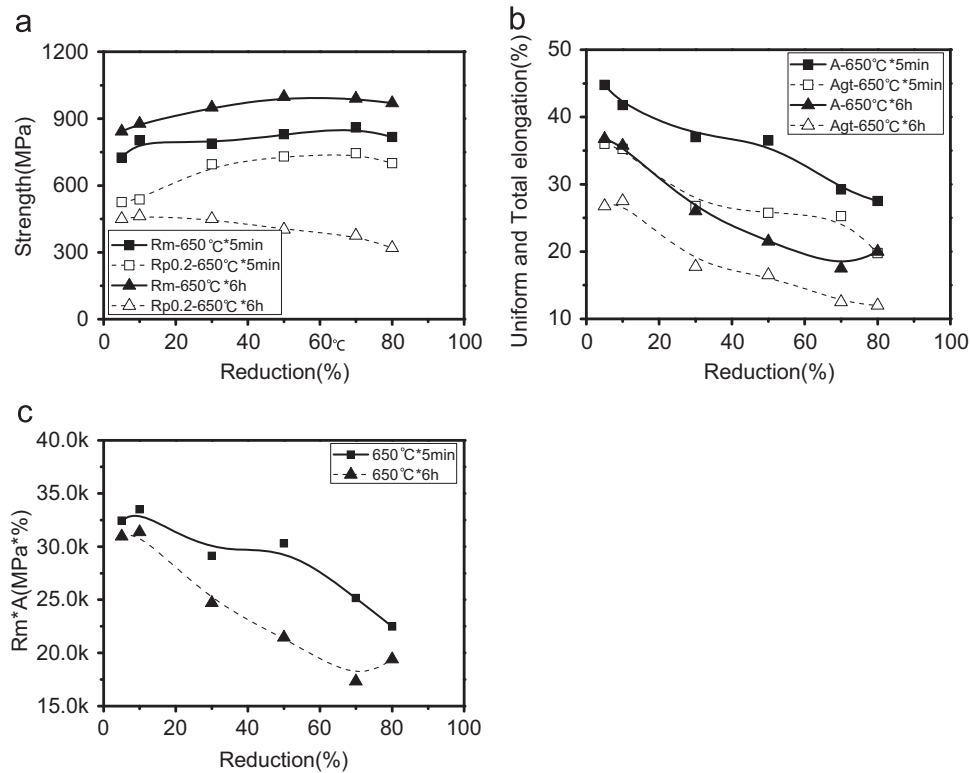 a
1200
900
600
300
0
Strength(MPa)
Rm-650℃*5min
Rp0.2-650℃*5min
Rm-650℃*6h
Rp0.2-650℃*6h
0 20 40 60℃ 80 100
Reduction(%)
b
50
40
30
20
10
Uniform and Total elongation(%)
A-650℃*5min
Agt-650℃*5min
A-650℃*6h
Agt-650℃*6h
0 20 40 60 80 100
Reduction(%)
c
40.0k
35.0k
30.0k
25.0k
20.0k
15.0k
Rm*A(MPa*%)
650℃*5min
650℃*6h
0 20 40 60 80 100
Reduction(%)